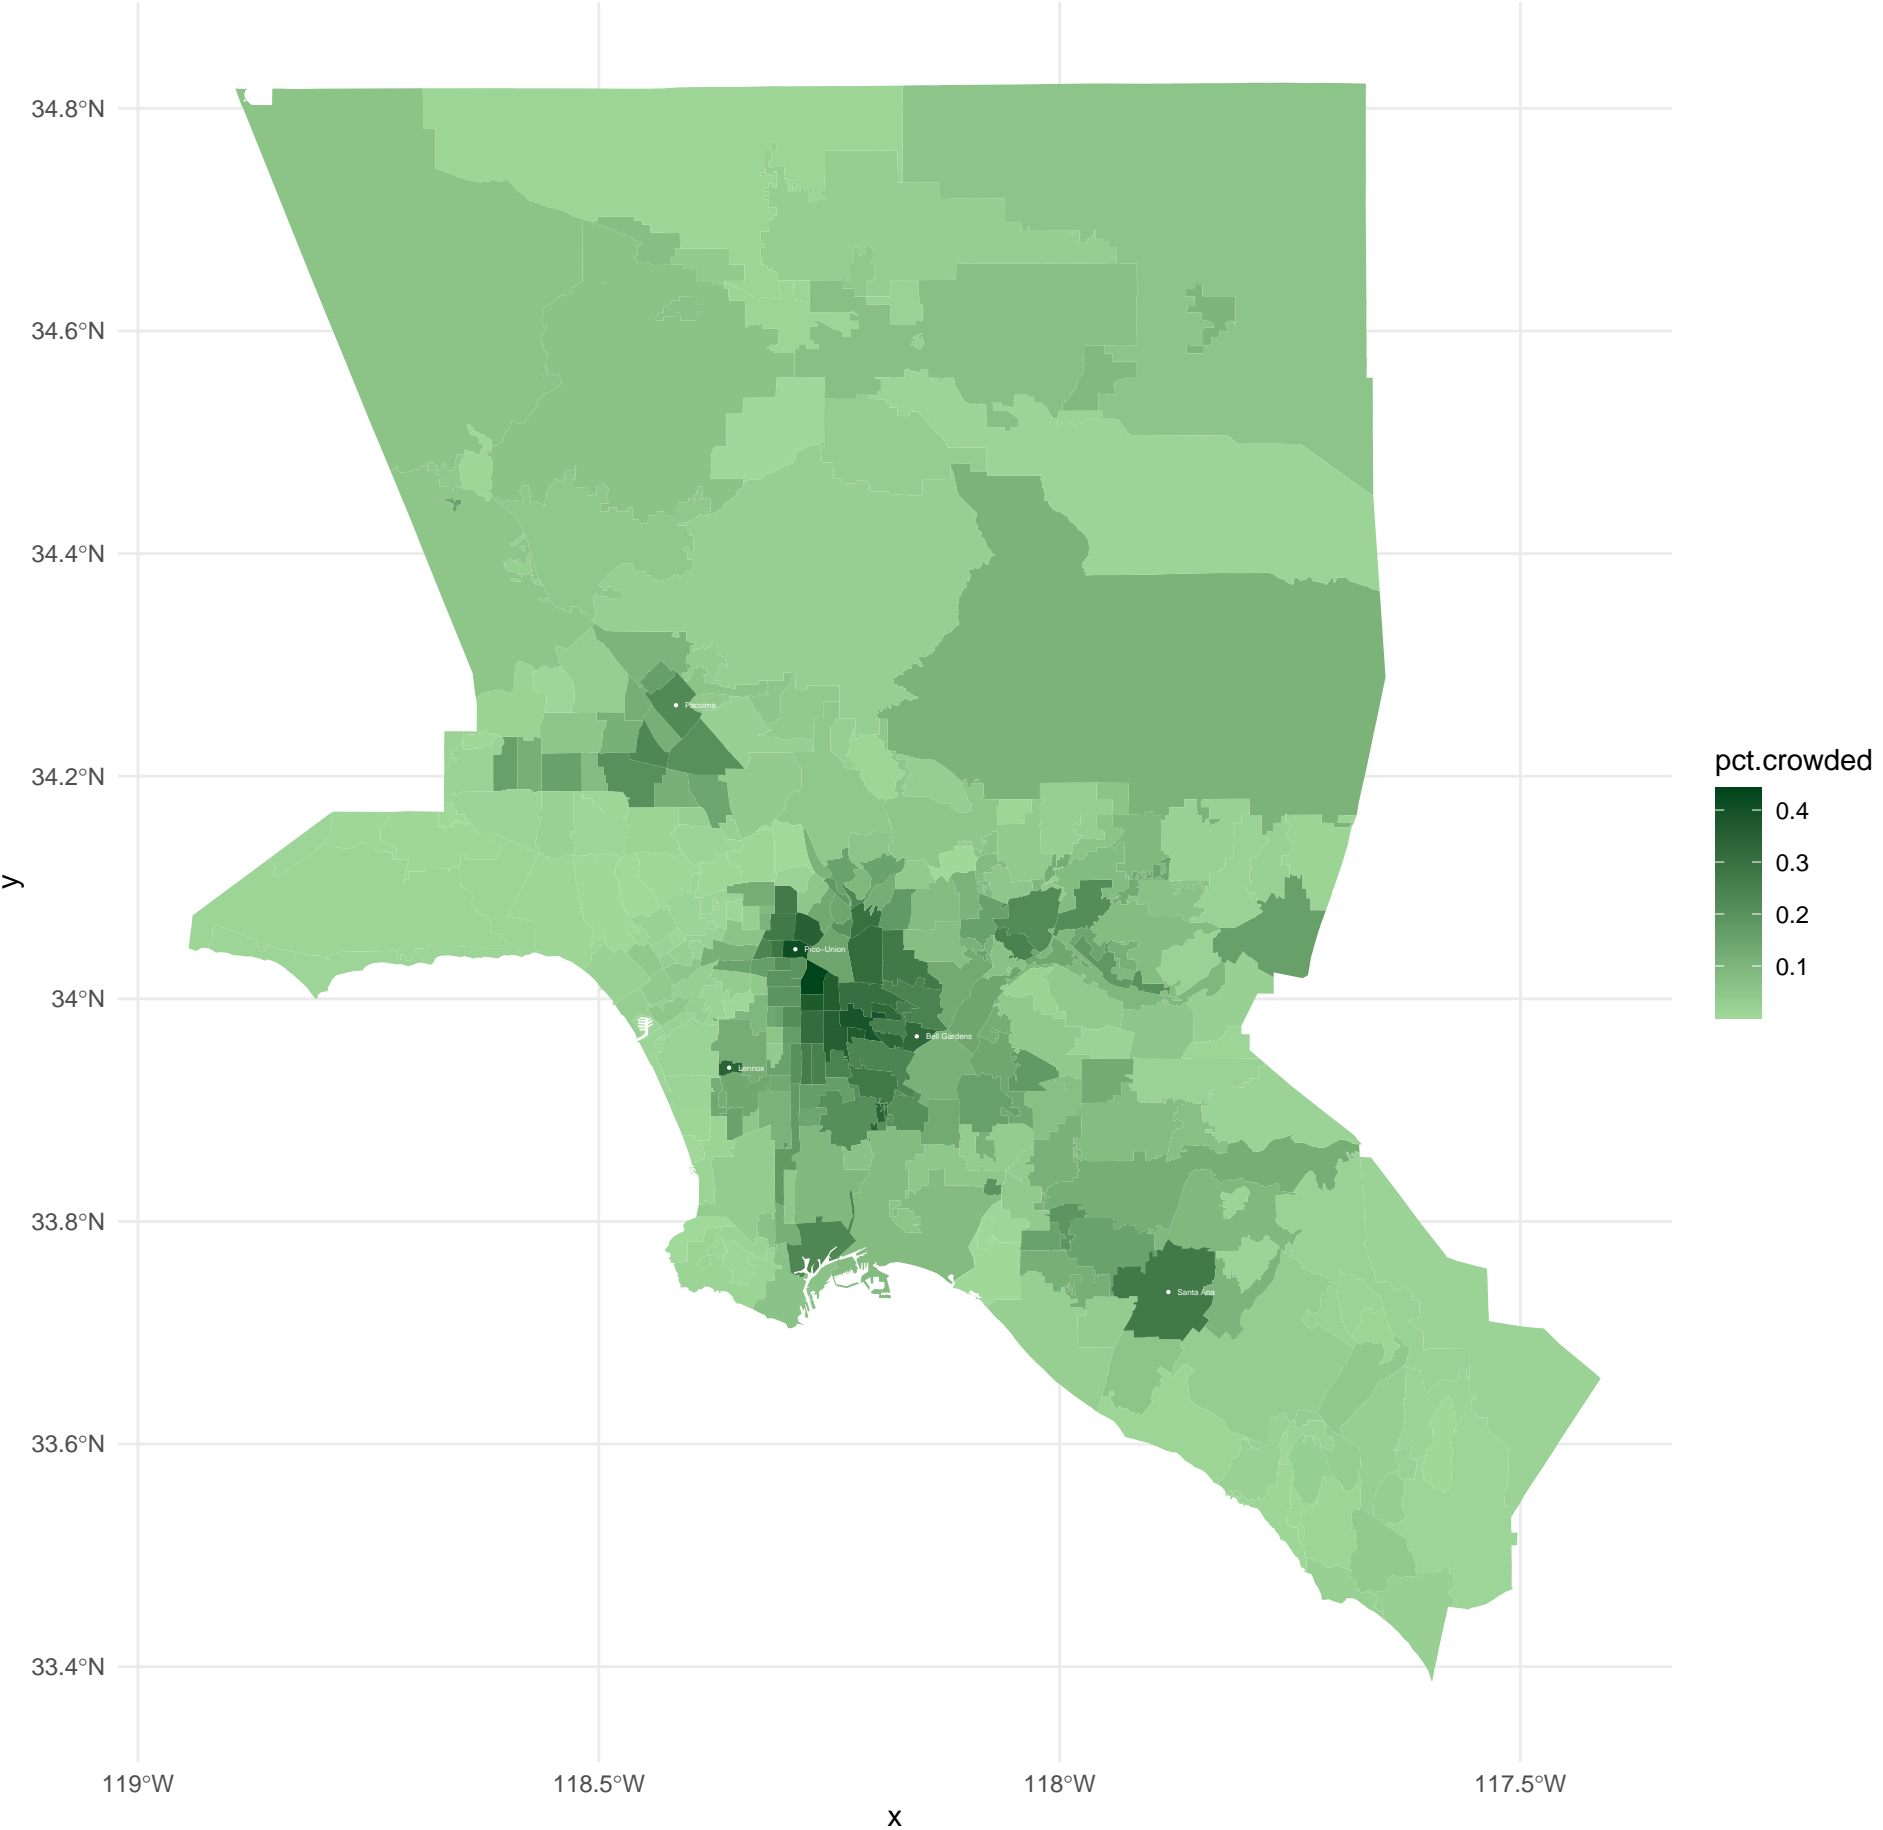 34.8°N
34.6°N
34.4°N
34.2°N
34°N
33.8°N
33.6°N
33.4°N
y
Pacoima
Pico-Union
Bell Gardens
Lennox
Santa Ana
119°W
118.5°W
118°W
117.5°W
x
pct.crowded
0.4
0.3
0.2
0.1